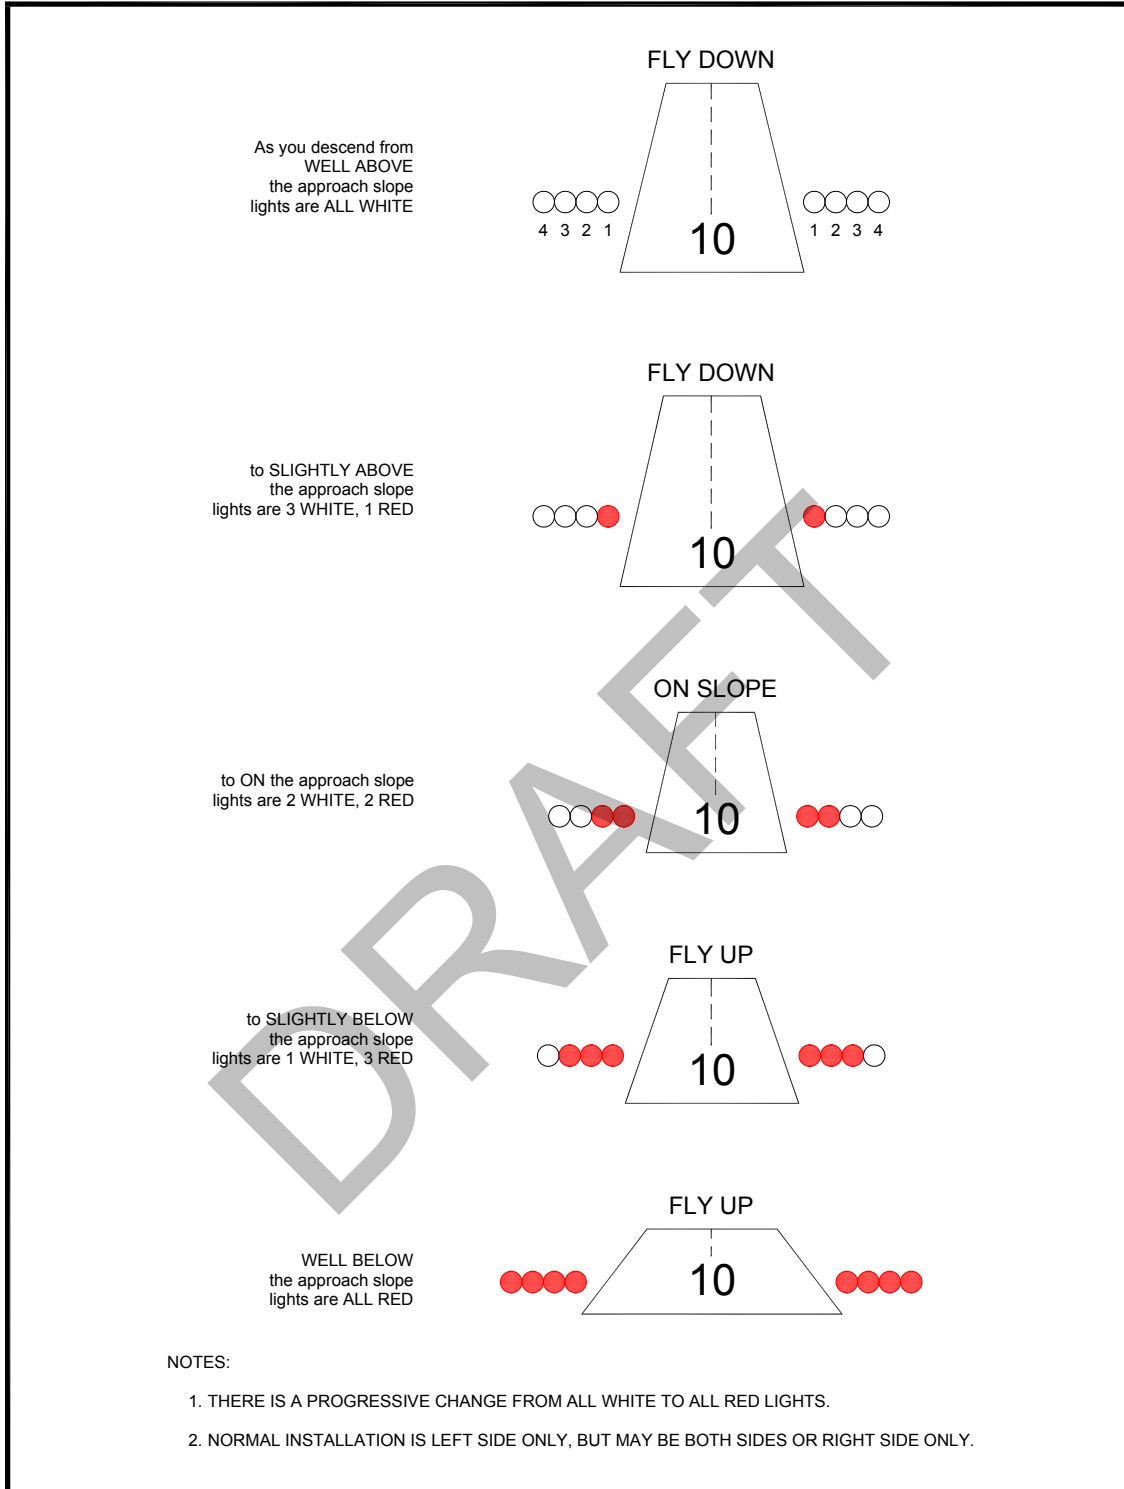 FLY DOWN
As you descend from
WELL ABOVE
the approach slope
lights are ALL WHITE
4 3 2 1
10
1 2 3 4
FLY DOWN
to SLIGHTLY ABOVE
the approach slope
lights are 3 WHITE, 1 RED
10
ON SLOPE
to ON the approach slope
lights are 2 WHITE, 2 RED
10
FLY UP
to SLIGHTLY BELOW
the approach slope
lights are 1 WHITE, 3 RED
10
FLY UP
WELL BELOW
the approach slope
lights are ALL RED
10
DRAFT
NOTES:
1. THERE IS A PROGRESSIVE CHANGE FROM ALL WHITE TO ALL RED LIGHTS.
2. NORMAL INSTALLATION IS LEFT SIDE ONLY, BUT MAY BE BOTH SIDES OR RIGHT SIDE ONLY.